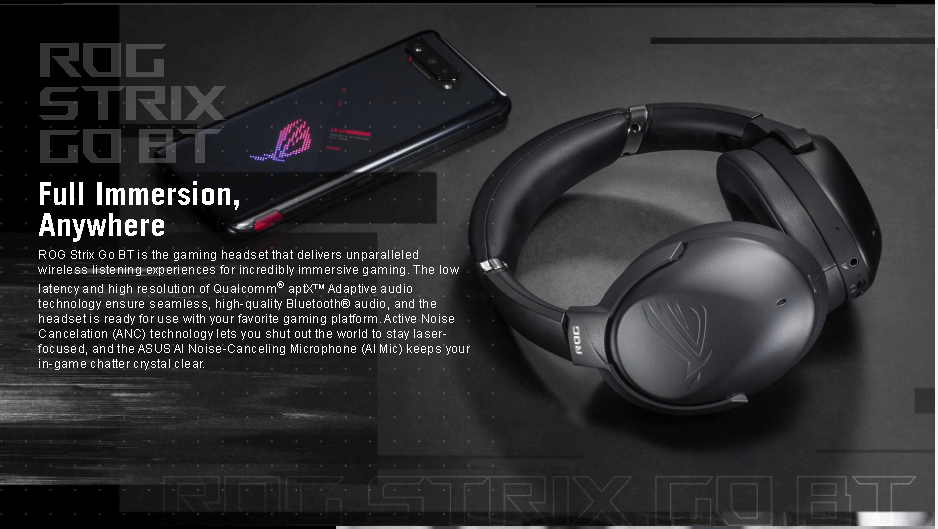 ROG
STRIX
GO BT
Full Immersion,
Anywhere
ROG Strix Go BT is the gaming headset that delivers unparalleled
wireless listening experiences for incredibly immersive gaming. The low
latency and high resolution of Qualcomm® aptX™ Adaptive audio
technology ensure seamless, high-quality Bluetooth® audio, and the
headset is ready for use with your favorite gaming platform. Active Noise
Cancelation (ANC) technology lets you shut out the world to stay laser-
focused, and the ASUS AI Noise-Canceling Microphone (AI Mic) keeps your
in-game chatter crystal clear.
ROG
ROG STRIX GO BT